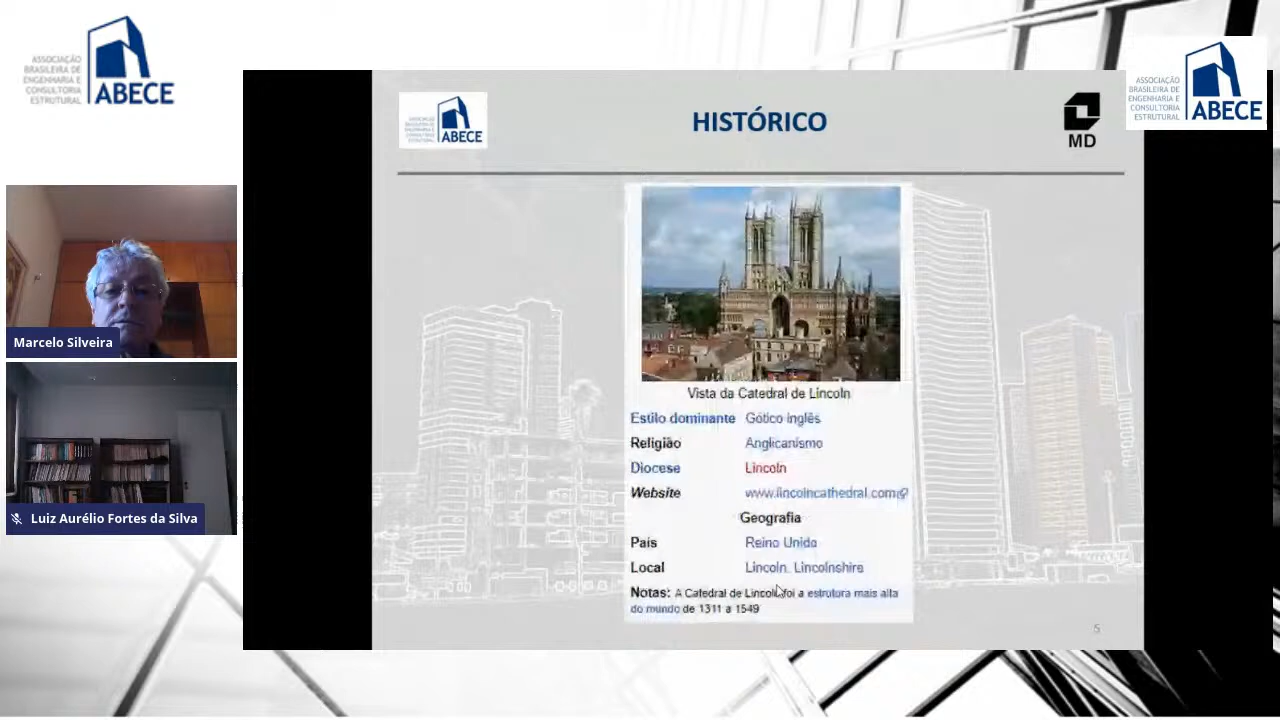 ASSOCIAÇÃO
BRASILEIRA DE
ENGENHARIA E
CONSULTORIA
ESTRUTURAL
ABECE
ASSOCIAÇÃO
BRASILEIRA DE
ENGENHARIA E
CONSULTORIA
ESTRUTURAL
ABECE
ABECE
HISTÓRICO
MD
Vista da Catedral de Lincoln
Estilo dominante Gótico inglês
Religião Anglicanismo
Diocese Lincoln
Website www.lincolncathedral.com
Geografia
País Reino Unido
Local Lincoln, Lincolnshire
Notas: A Catedral de Lincoln foi a estrutura mais alta
do mundo de 1311 a 1549
5
Marcelo Silveira
Luiz Aurélio Fortes da Silva